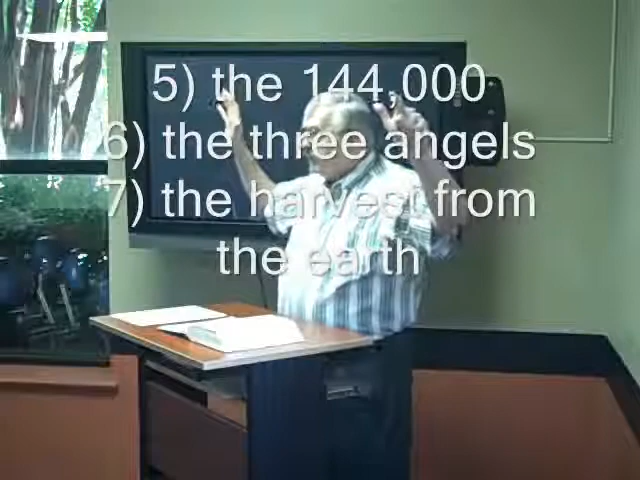 5) the 144,000
6) the three angels
7) the harvest from
the earth